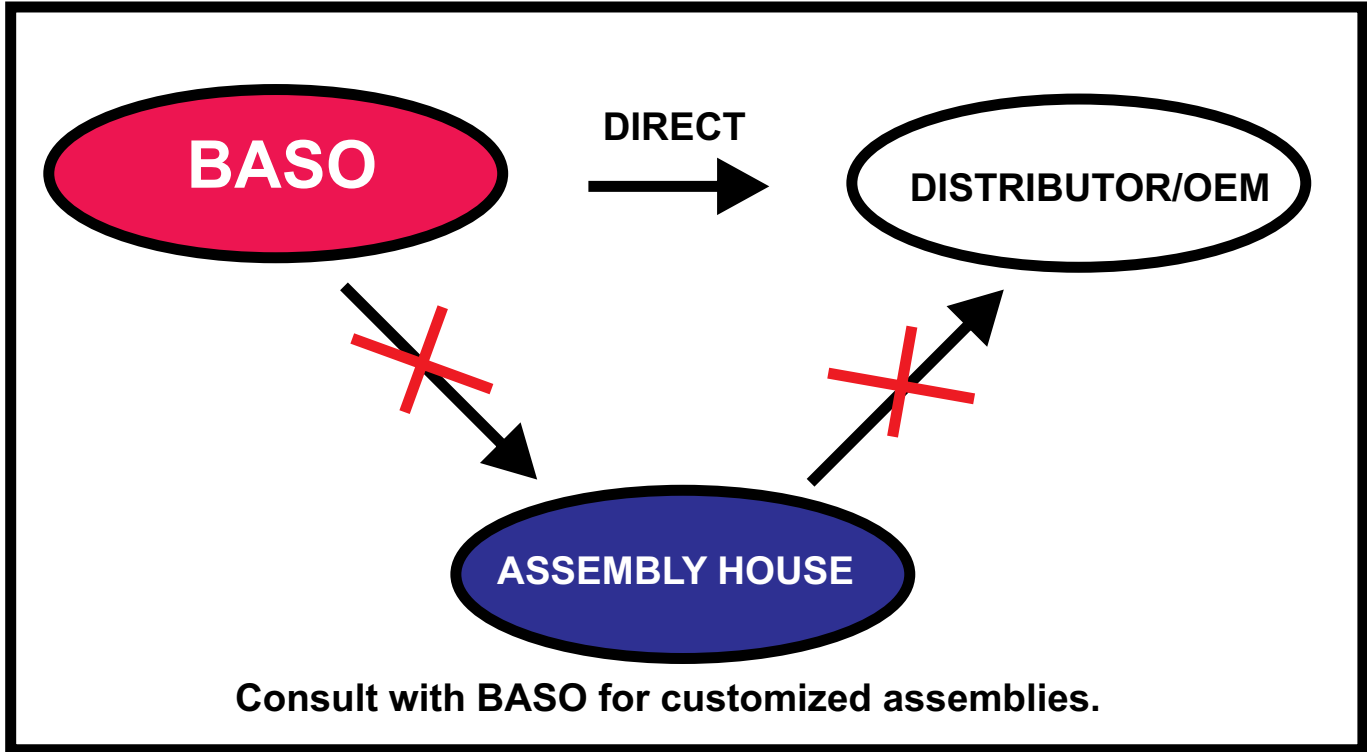 BASO
DIRECT
DISTRIBUTOR/OEM
ASSEMBLY HOUSE
Consult with BASO for customized assemblies.